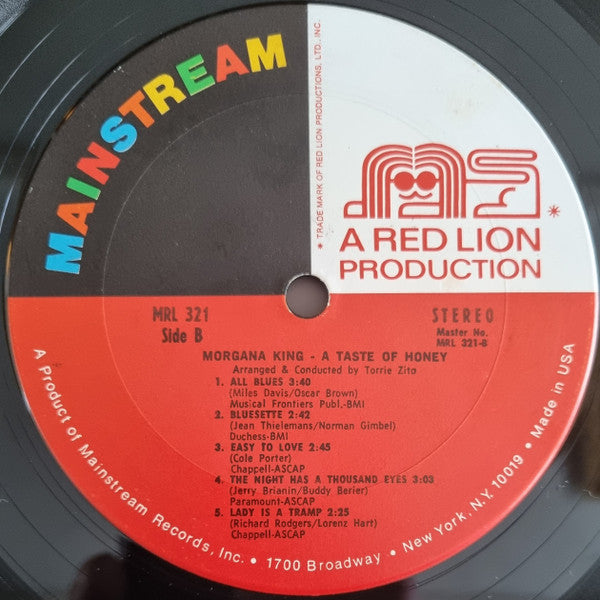 MAINSTREAM
* TRADE MARK OF RED LION PRODUCTIONS, LTD., INC.
*
A RED LION
PRODUCTION
MRL 321
Side B
STEREO
Master No.
MRL 321-B
MORGANA KING - A TASTE OF HONEY
Arranged & Conducted by Torrie Zito
1. ALL BLUES 3:40
(Miles Davis/Oscar Brown)
Musical Frontiers Publ.-BMI
2. BLUESETTE 2:42
(Jean Thielemans/Norman Gimbel)
Duchess-BMI
3. EASY TO LOVE 2:45
(Cole Porter)
Chappell-ASCAP
4. THE NIGHT HAS A THOUSAND EYES 3:03
(Jerry Brianin/Buddy Berier)
Paramount-ASCAP
5. LADY IS A TRAMP 2:25
(Richard Rodgers/Lorenz Hart)
Chappell-ASCAP
A Product of Mainstream Records, Inc. • 1700 Broadway • New York, N.Y. 10019 • Made in USA